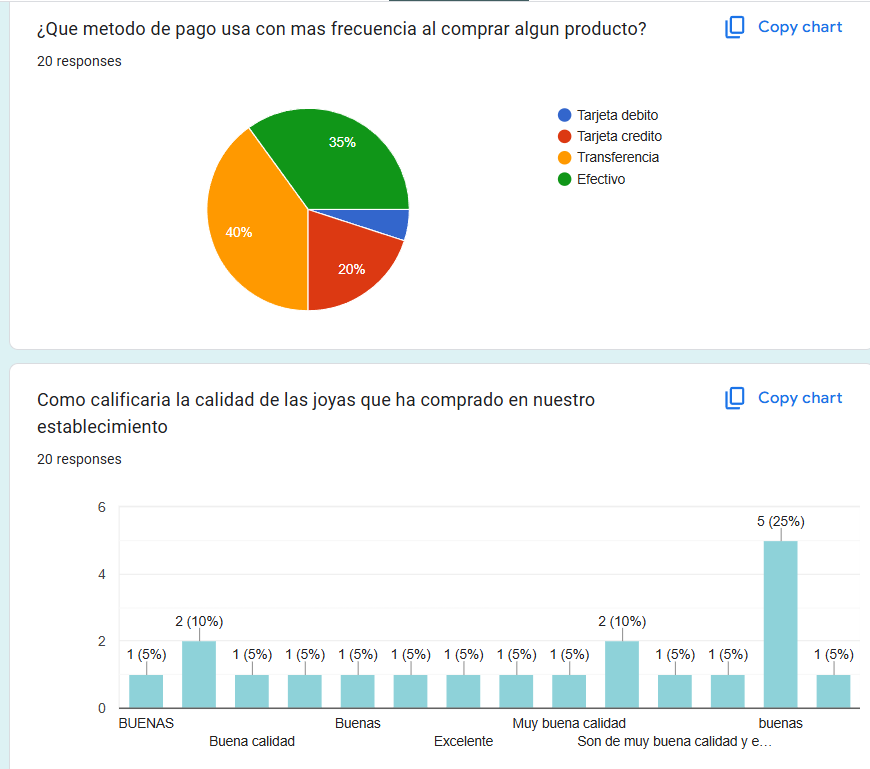 ¿Que metodo de pago usa con mas frecuencia al comprar algun producto?
Copy chart
20 responses
35%
40%
20%
Tarjeta debito
Tarjeta credito
Transferencia
Efectivo
Como calificaria la calidad de las joyas que ha comprado en nuestro
establecimiento
Copy chart
20 responses
6
4
2
0
1 (5%)
2 (10%)
1 (5%)
1 (5%)
1 (5%)
1 (5%)
1 (5%)
1 (5%)
1 (5%)
2 (10%)
1 (5%)
1 (5%)
5 (25%)
1 (5%)
BUENAS
Buena calidad
Buenas
Excelente
Muy buena calidad
Son de muy buena calidad y e…
buenas